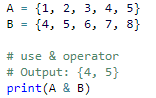 A = {1, 2, 3, 4, 5}
B = {4, 5, 6, 7, 8}
# use & operator
# Output: {4, 5}
print(A & B)